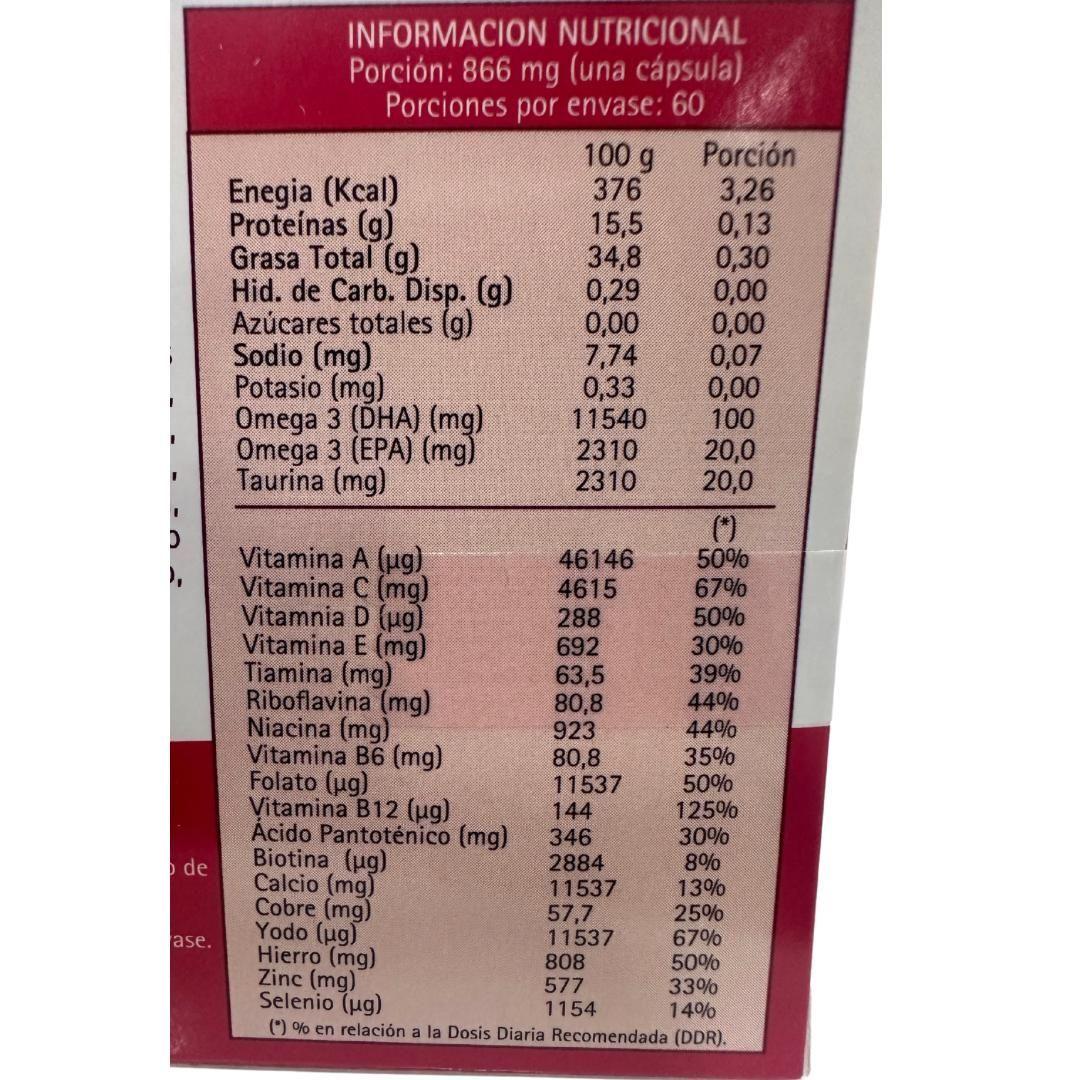 INFORMACION NUTRICIONAL
Porción: 866 mg (una cápsula)
Porciones por envase: 60
100 g Porción
Enegia (Kcal) 376 3,26
Proteínas (g) 15,5 0,13
Grasa Total (g) 34,8 0,30
Hid. de Carb. Disp. (g) 0,29 0,00
Azúcares totales (g) 0,00 0,00
Sodio (mg) 7,74 0,07
Potasio (mg) 0,33 0,00
Omega 3 (DHA) (mg) 11540 100
Omega 3 (EPA) (mg) 2310 20,0
Taurina (mg) 2310 20,0
(*)
Vitamina A (µg) 46146 50%
Vitamina C (mg) 4615 67%
Vitamnia D (µg) 288 50%
Vitamina E (mg) 692 30%
Tiamina (mg) 63,5 39%
Riboflavina (mg) 80,8 44%
Niacina (mg) 923 44%
Vitamina B6 (mg) 80,8 35%
Folato (µg) 11537 50%
Vitamina B12 (µg) 144 125%
Ácido Pantoténico (mg) 346 30%
Biotina (µg) 2884 8%
Calcio (mg) 11537 13%
Cobre (mg) 57,7 25%
Yodo (µg) 11537 67%
Hierro (mg) 808 50%
Zinc (mg) 577 33%
Selenio (µg) 1154 14%
(*) % en relación a la Dosis Diaria Recomendada (DDR).
de